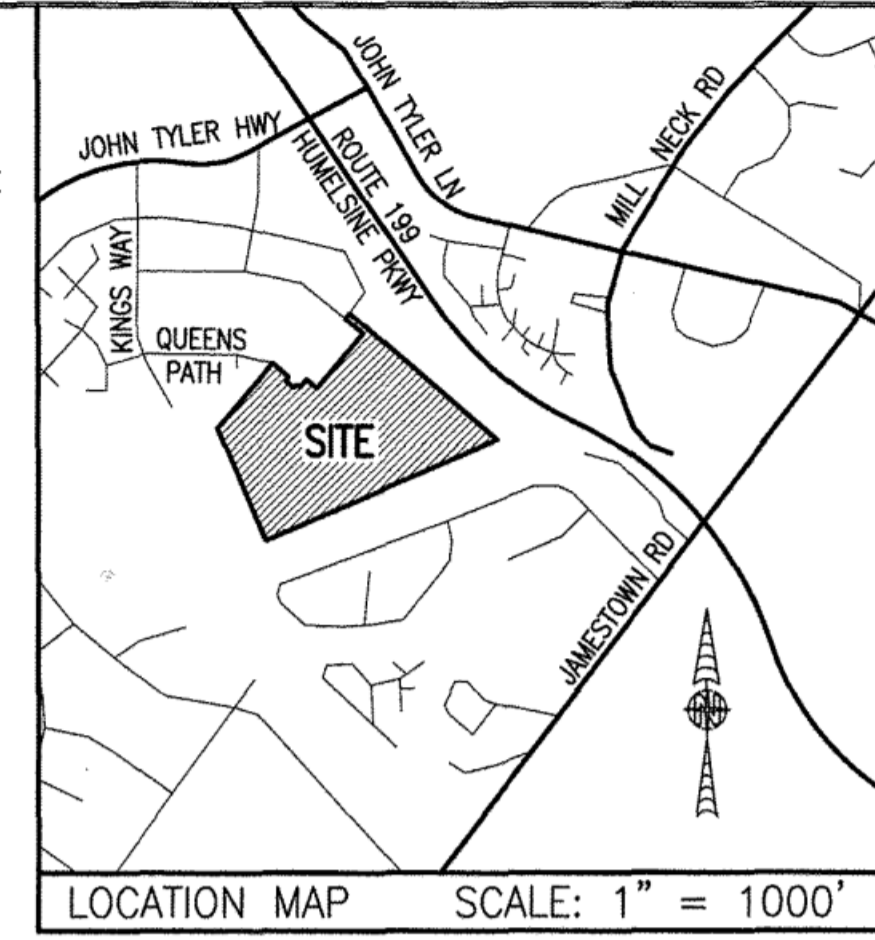 JOHN TYLER HWY
JOHN TYLER LN
ROUTE 199
HUMELSINE PKWY
MILL NECK RD
KINGS WAY
QUEENS
PATH
SITE
JAMESTOWN RD
LOCATION MAP SCALE: 1" = 1000'